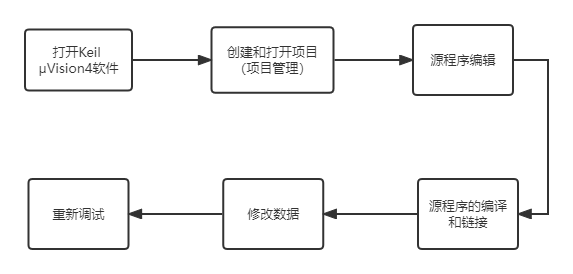 打开Keil
μVision4软件
创建和打开项目
（项目管理）
源程序编辑
源程序的编译
和链接
修改数据
重新调试